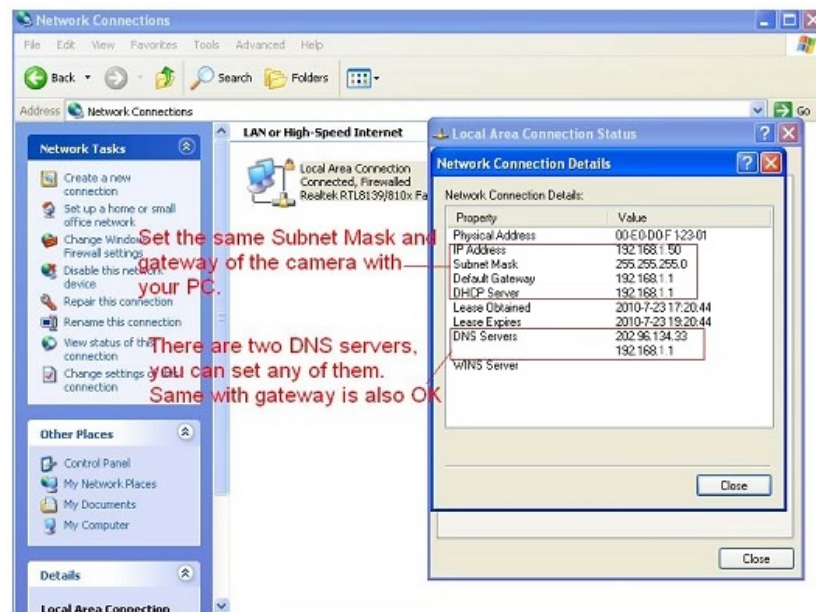 Network Connections
File Edit View Favorites Tools Advanced Help
Back Search Folders
Address Network Connections Go
Network Tasks
Create a new
connection
Set up a home or small
office network
Change Windows
Firewall settings
Disable this network
device
Repair this connection
Rename this connection
View status of this
connection
Change settings of this
connection
Other Places
Control Panel
My Network Places
My Documents
My Computer
Details
Local Area Connection
LAN or High-Speed Internet
Local Area Connection
Connected, Firewalled
Realtek RTL8139/810x Fa
Set the same Subnet Mask and
gateway of the camera with
your PC.
There are two DNS servers,
you can set any of them.
Same with gateway is also OK
Local Area Connection Status
Network Connection Details
Network Connection Details:
Property Value
Physical Address 00-E0-D0-F1-23-01
IP Address 192.168.1.50
Subnet Mask 255.255.255.0
Default Gateway 192.168.1.1
DHCP Server 192.168.1.1
Lease Obtained 2010-7-23 17:20:44
Lease Expires 2010-7-23 19:20:44
DNS Servers 202.96.134.33
192.168.1.1
WINS Server
Close
Close